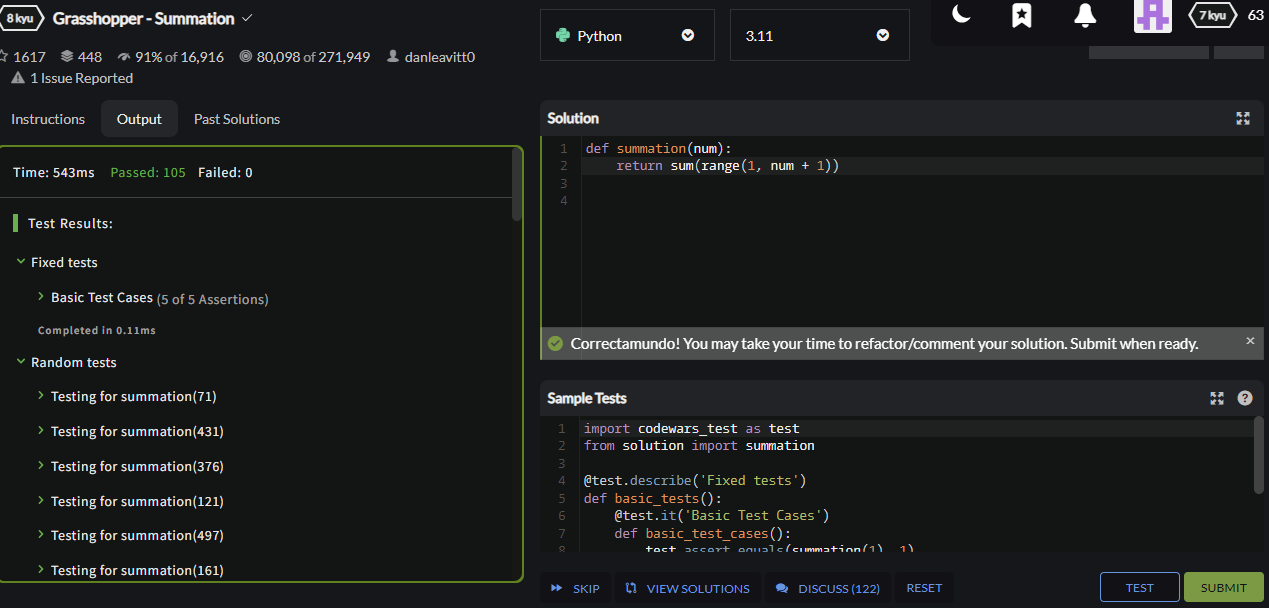 8 kyu Grasshopper - Summation
1617 448 91% of 16,916 80,098 of 271,949 danleavitt0
1 Issue Reported
Python
3.11
7 kyu 63
Instructions Output Past Solutions
Time: 543ms Passed: 105 Failed: 0
Test Results:
Fixed tests
Basic Test Cases (5 of 5 Assertions)
Completed in 0.11ms
Random tests
Testing for summation(71)
Testing for summation(431)
Testing for summation(376)
Testing for summation(121)
Testing for summation(497)
Testing for summation(161)
Solution
1 def summation(num):
2 return sum(range(1, num + 1))
3
4
Correctamundo! You may take your time to refactor/comment your solution. Submit when ready. ×
Sample Tests ?
1 import codewars_test as test
2 from solution import summation
3
4 @test.describe('Fixed tests')
5 def basic_tests():
6 @test.it('Basic Test Cases')
7 def basic_test_cases():
8 test.assert_equals(summation(1), 1)
SKIP VIEW SOLUTIONS DISCUSS (122) RESET TEST SUBMIT